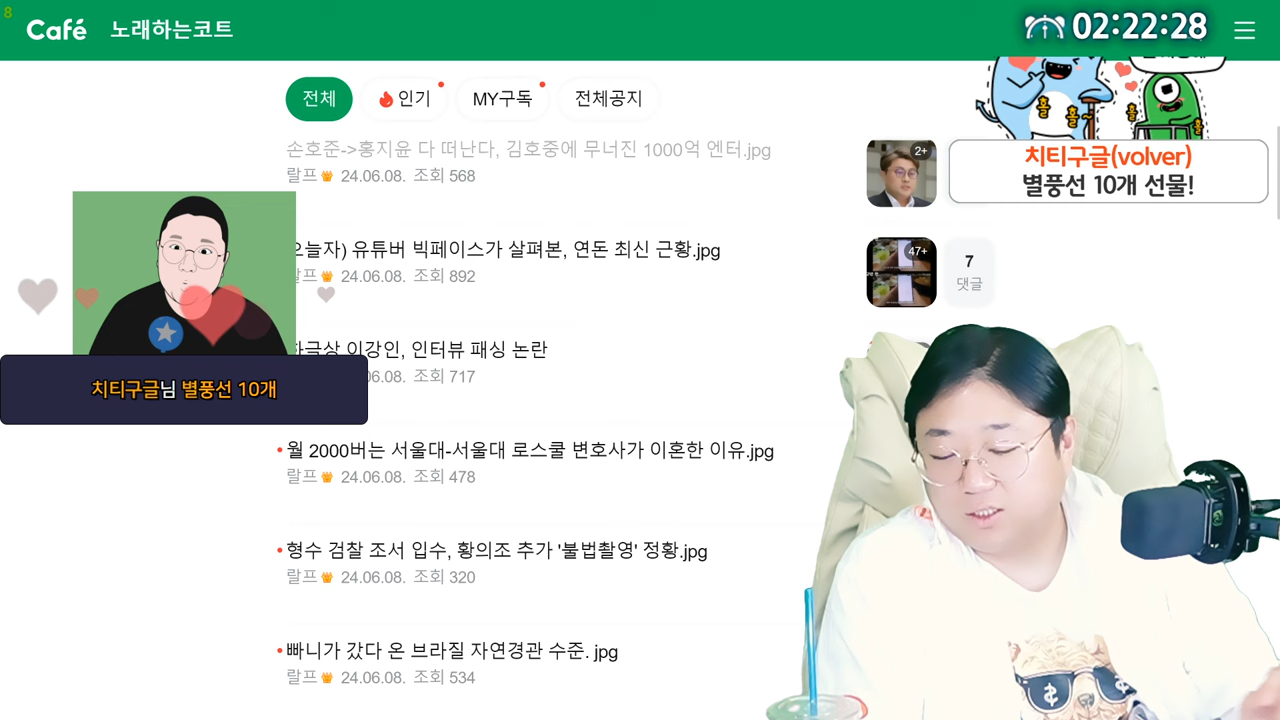 8
Café 노래하는코트
02:22:28
전체
인기
MY구독
전체공지
홀 홀~ 홀
손호준->홍지윤 다 떠난다, 김호중에 무너진 1000억 엔터.jpg
랄프 24.06.08. 조회 568
2+
치티구글(volver)
별풍선 10개 선물!
오늘자) 유튜버 빅페이스가 살펴본, 연돈 최신 근황.jpg
랄프 24.06.08. 조회 892
47+
7
댓글
이강인, 인터뷰 패싱 논란
06.08. 조회 717
치티구글님 별풍선 10개
월 2000버는 서울대-서울대 로스쿨 변호사가 이혼한 이유.jpg
랄프 24.06.08. 조회 478
형수 검찰 조서 입수, 황의조 추가 '불법촬영' 정황.jpg
랄프 24.06.08. 조회 320
빠니가 갔다 온 브라질 자연경관 수준. jpg
랄프 24.06.08. 조회 534